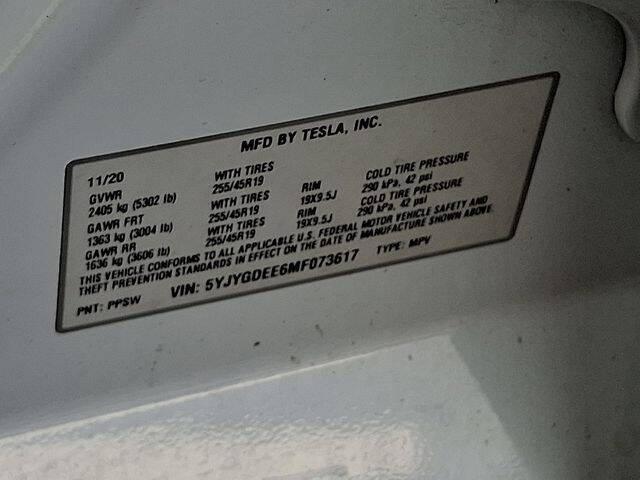 MFD BY TESLA, INC.
11/20
GVWR WITH TIRES
2405 kg (5302 lb) 255/45R19 RIM COLD TIRE PRESSURE
GAWR FRT WITH TIRES 19X9.5J 290 kPa, 42 psi
1363 kg (3004 lb) 255/45R19 RIM COLD TIRE PRESSURE
GAWR RR WITH TIRES 19X9.5J 290 kPa, 42 psi
1636 kg (3606 lb) 255/45R19
THIS VEHICLE CONFORMS TO ALL APPLICABLE U.S. FEDERAL MOTOR VEHICLE SAFETY AND
THEFT PREVENTION STANDARDS IN EFFECT ON THE DATE OF MANUFACTURE SHOWN ABOVE.
PNT: PPSW VIN: 5YJYGDEE6MF073617 TYPE: MPV